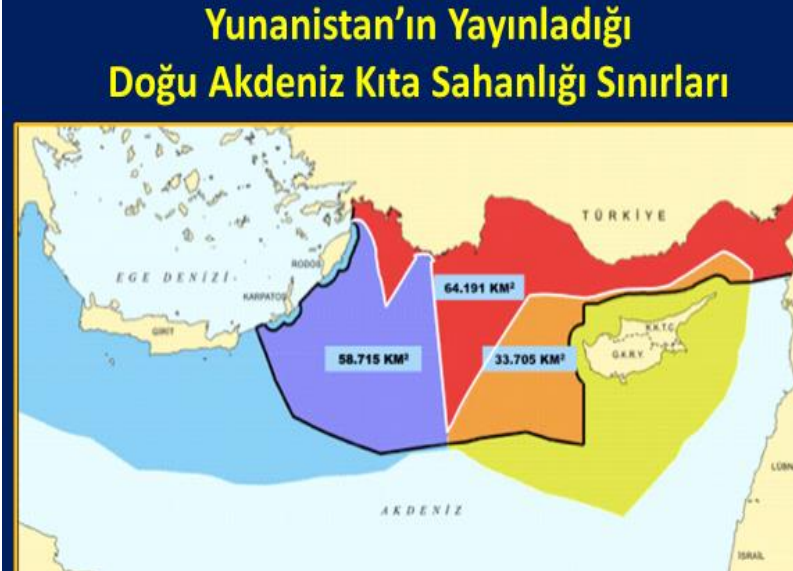 Yunanistan'ın Yayınladığı
Doğu Akdeniz Kıta Sahanlığı Sınırları
TÜRKİYE
RODOS
EGE DENİZİ
64.191 KM²
KARPATOS
GİRİT
K.K.T.C.
G.K.R.Y.
58.715 KM²
33.705 KM²
LÜBN
AKDENİZ
İSRAİL